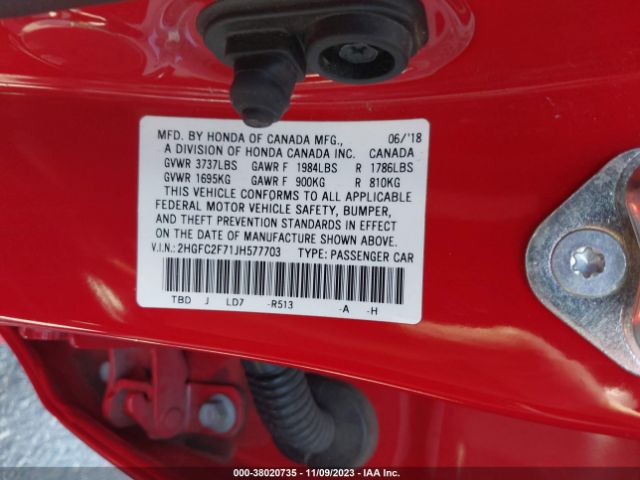 MFD. BY HONDA OF CANADA MFG., 06/'18
A DIVISION OF HONDA CANADA INC. CANADA
GVWR 3737LBS GAWR F 1984LBS R 1786LBS
GVWR 1695KG GAWR F 900KG R 810KG
THIS VEHICLE CONFORMS TO ALL APPLICABLE
FEDERAL MOTOR VEHICLE SAFETY, BUMPER,
AND THEFT PREVENTION STANDARDS IN EFFECT
ON THE DATE OF MANUFACTURE SHOWN ABOVE.
V.I.N.: 2HGFC2F71JH577703 TYPE: PASSENGER CAR
TBD J LD7 -R513 -A -H
000-38020735 - 11/09/2023 - IAA Inc.